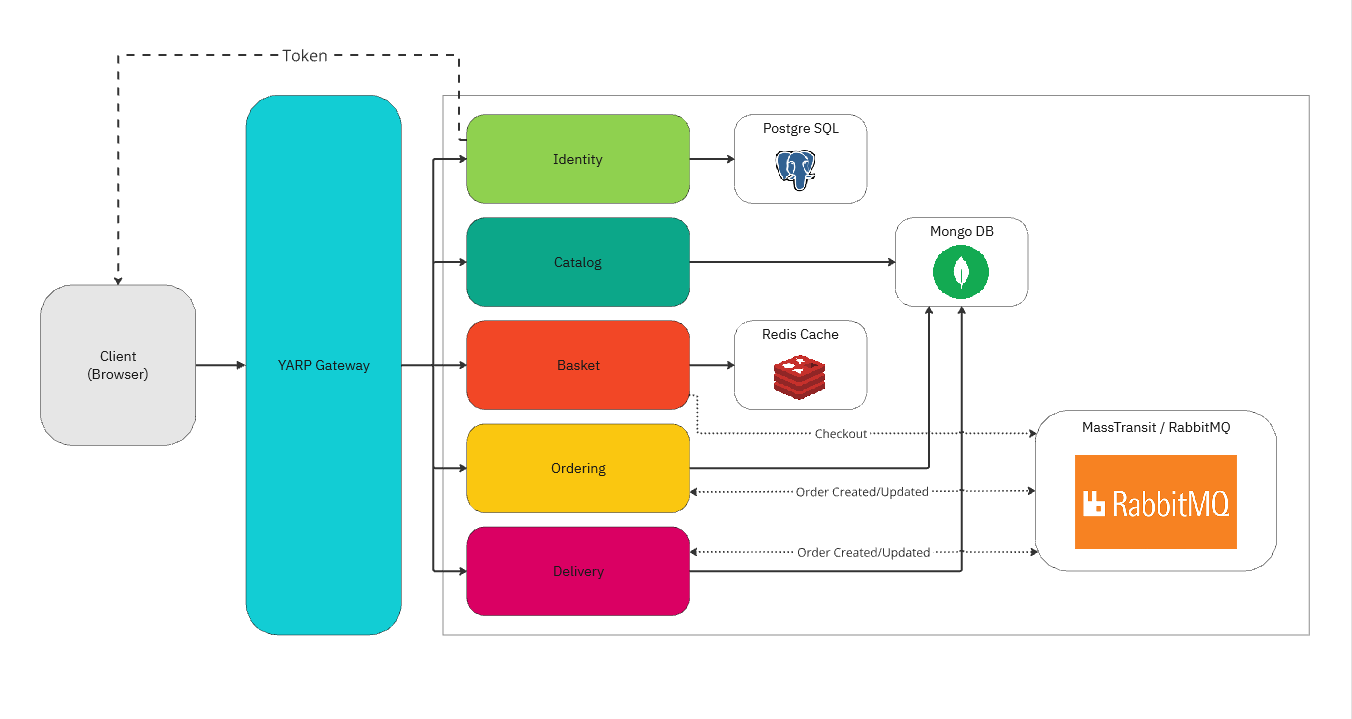 Token
Identity
Postgre SQL
Catalog
Mongo DB
Client
(Browser)
YARP Gateway
Basket
Redis Cache
Checkout
MassTransit / RabbitMQ
RabbitMQ
Ordering
Order Created/Updated
Order Created/Updated
Delivery